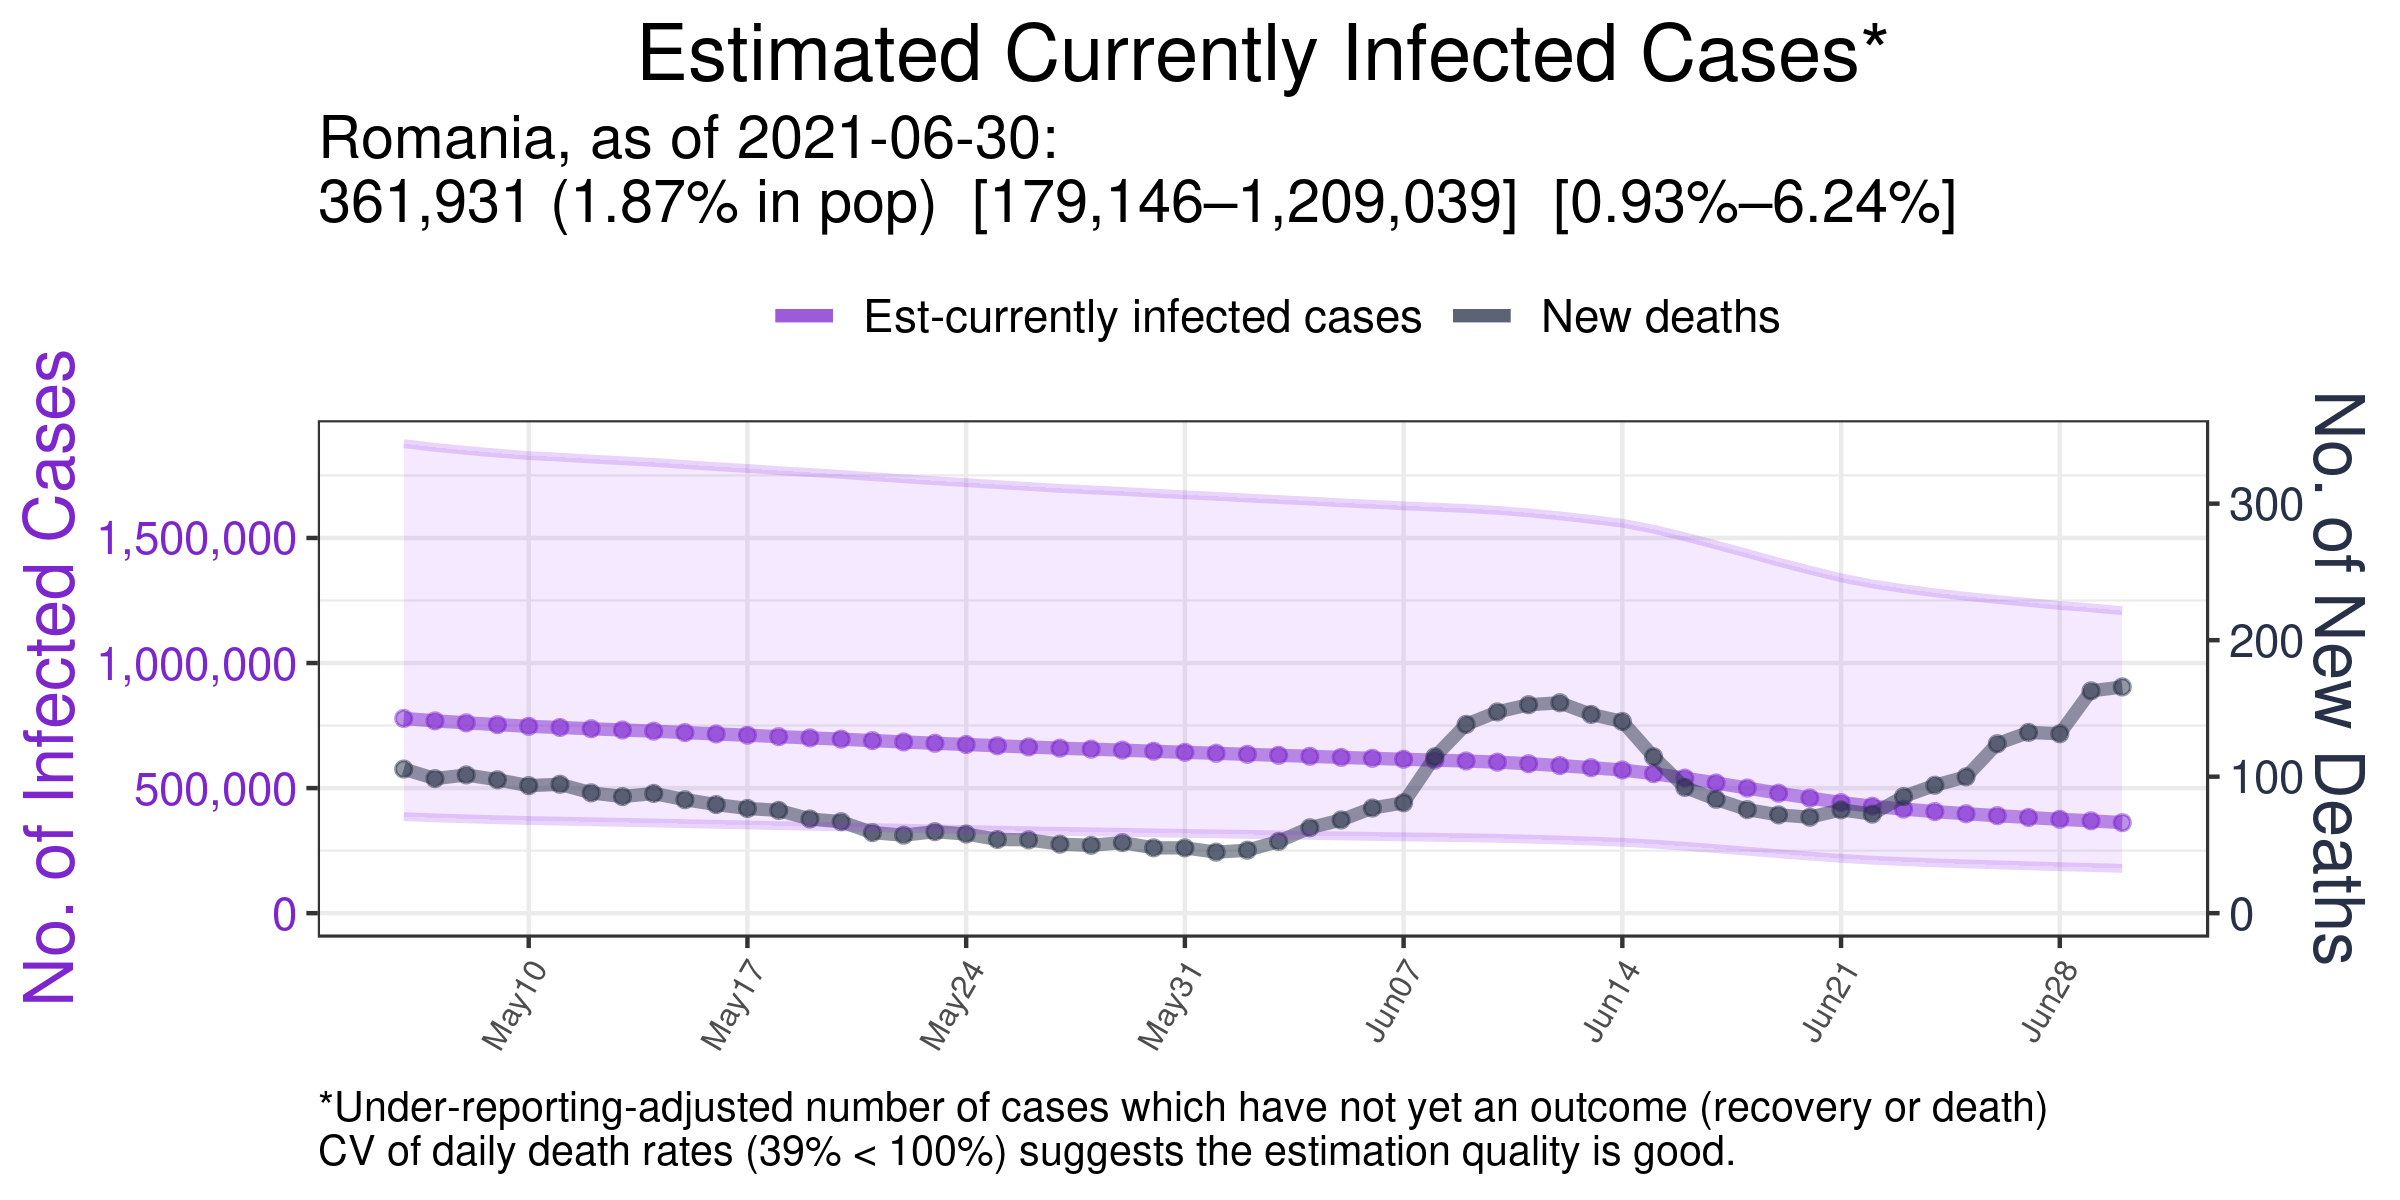 Estimated Currently Infected Cases*
Romania, as of 2021-06-30:
361,931 (1.87% in pop)  [179,146–1,209,039]  [0.93%–6.24%]
Est-currently infected cases
New deaths
No. of Infected Cases
1,500,000
1,000,000
500,000
0
300
200
100
0
No. of New Deaths
May10
May17
May24
May31
Jun07
Jun14
Jun21
Jun28
*Under-reporting-adjusted number of cases which have not yet an outcome (recovery or death)
CV of daily death rates (39% < 100%) suggests the estimation quality is good.